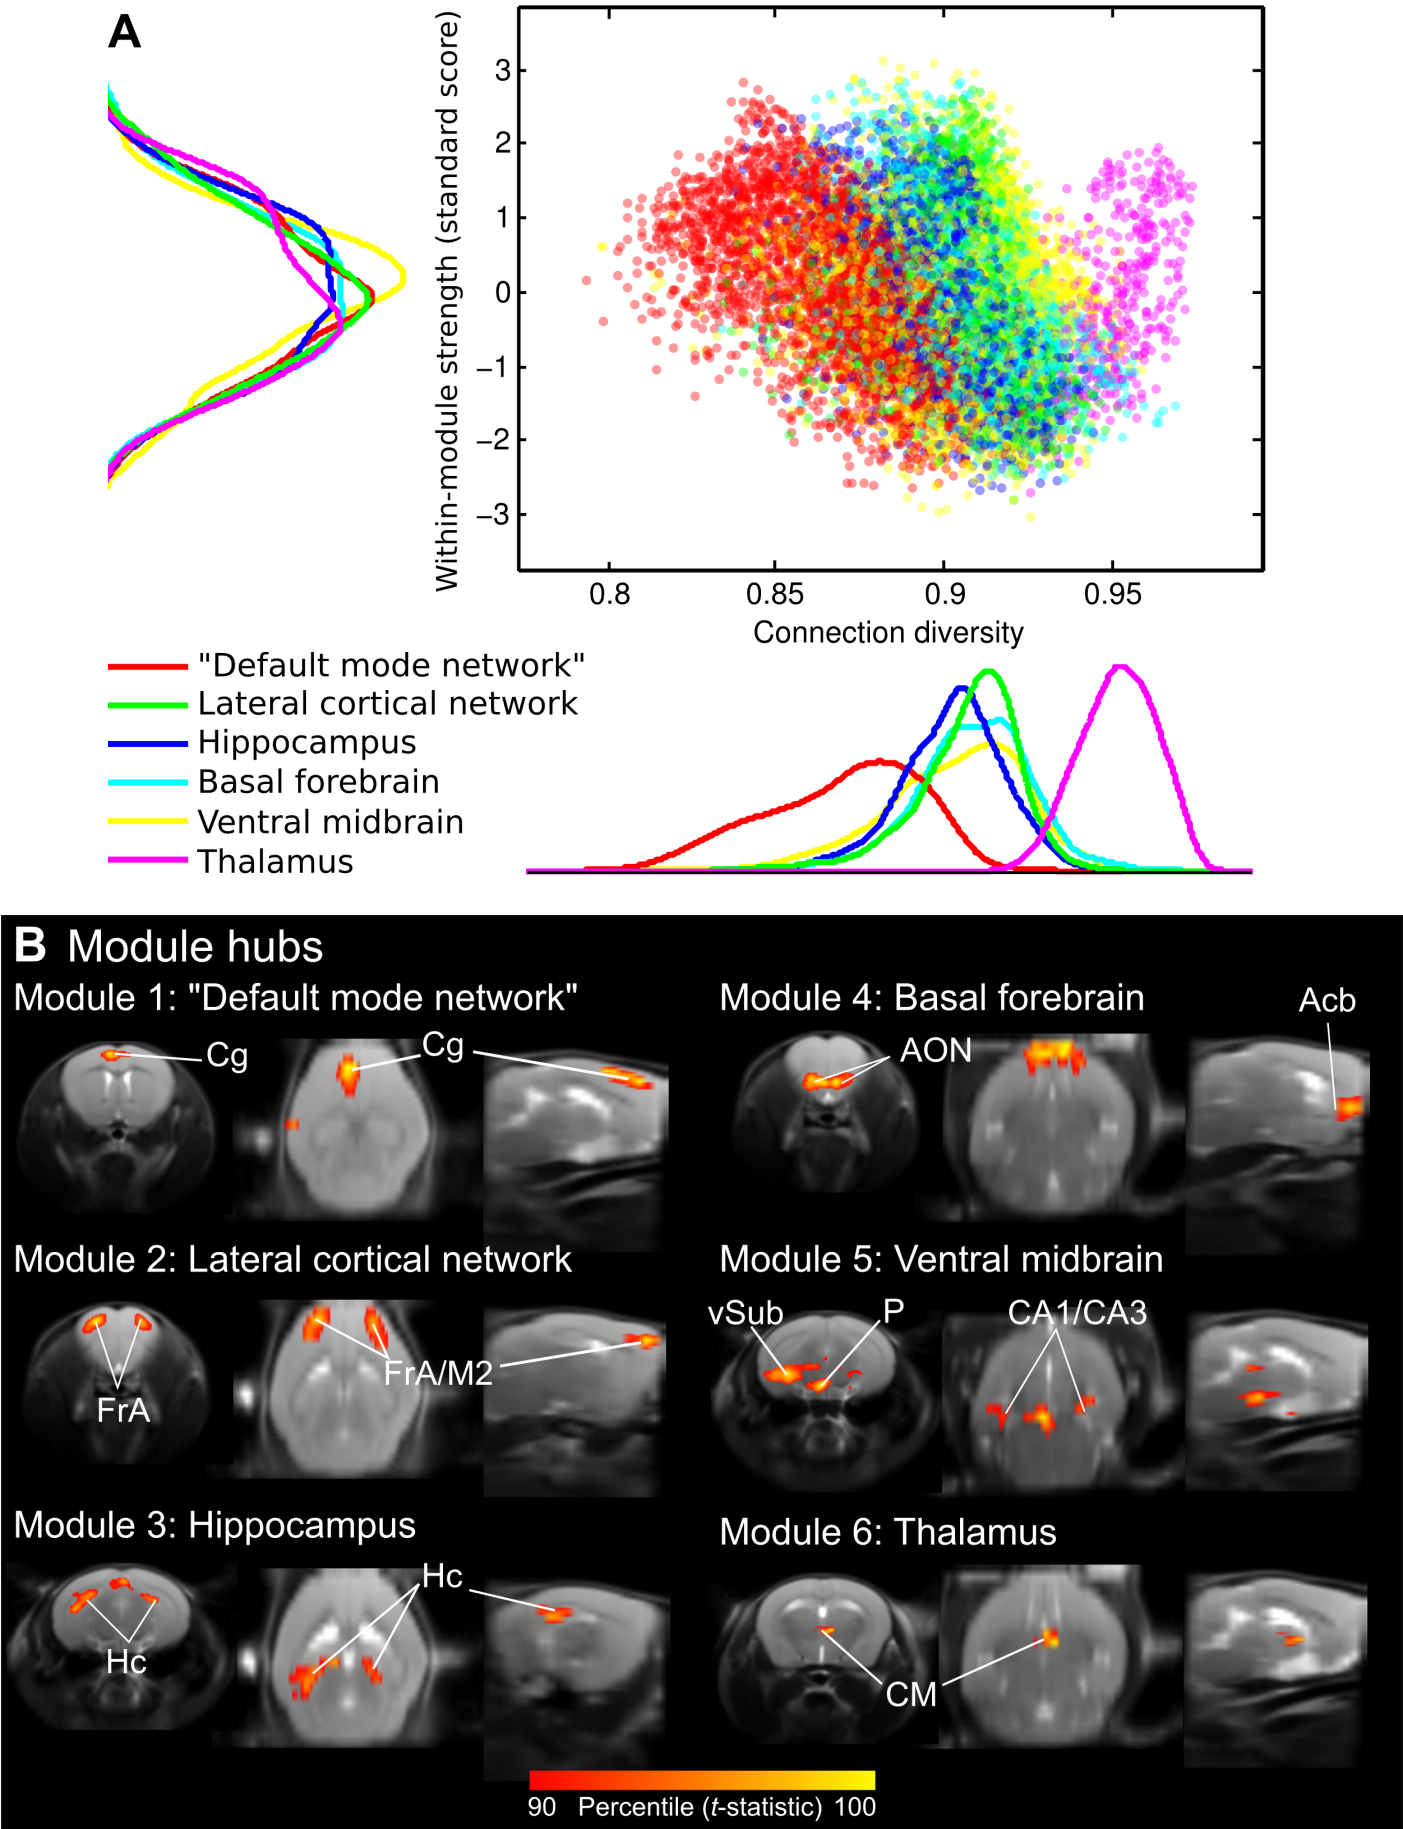 A
Within-module strength (standard score)
3
2
1
0
−1
−2
−3
0.8 0.85 0.9 0.95
Connection diversity
"Default mode network"
Lateral cortical network
Hippocampus
Basal forebrain
Ventral midbrain
Thalamus
B Module hubs
Module 1: "Default mode network"
Cg
Cg
Module 2: Lateral cortical network
FrA
FrA/M2
Module 3: Hippocampus
Hc
Hc
Module 4: Basal forebrain
AON
Acb
Module 5: Ventral midbrain
vSub
P
CA1/CA3
Module 6: Thalamus
CM
90 Percentile (t-statistic) 100